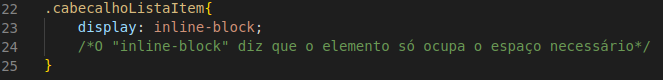 22 .cabecalhoListaItem{
23 display: inline-block;
24 /*O "inline-block" diz que o elemento só ocupa o espaço necessário*/
25 }